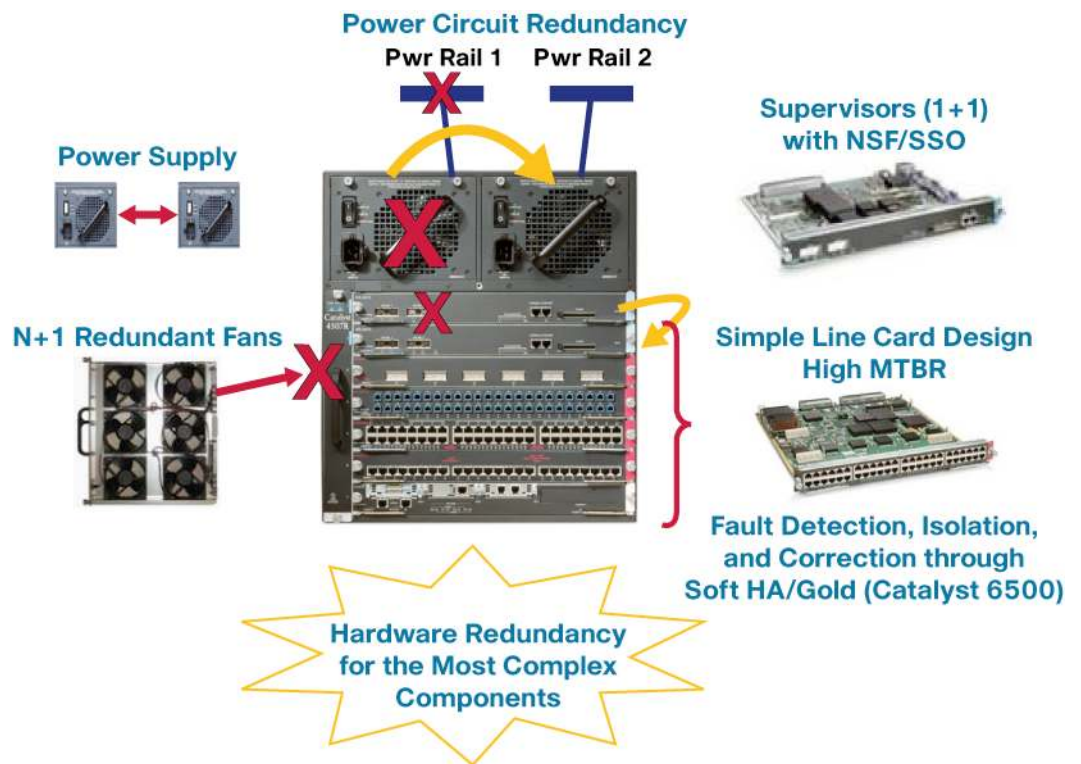 Power Circuit Redundancy
Pwr Rail 1
Pwr Rail 2
Power Supply
Supervisors (1+1)
with NSF/SSO
N+1 Redundant Fans
Catalyst
4507R
Simple Line Card Design
High MTBR
Fault Detection, Isolation,
and Correction through
Soft HA/Gold (Catalyst 6500)
Hardware Redundancy
for the Most Complex
Components